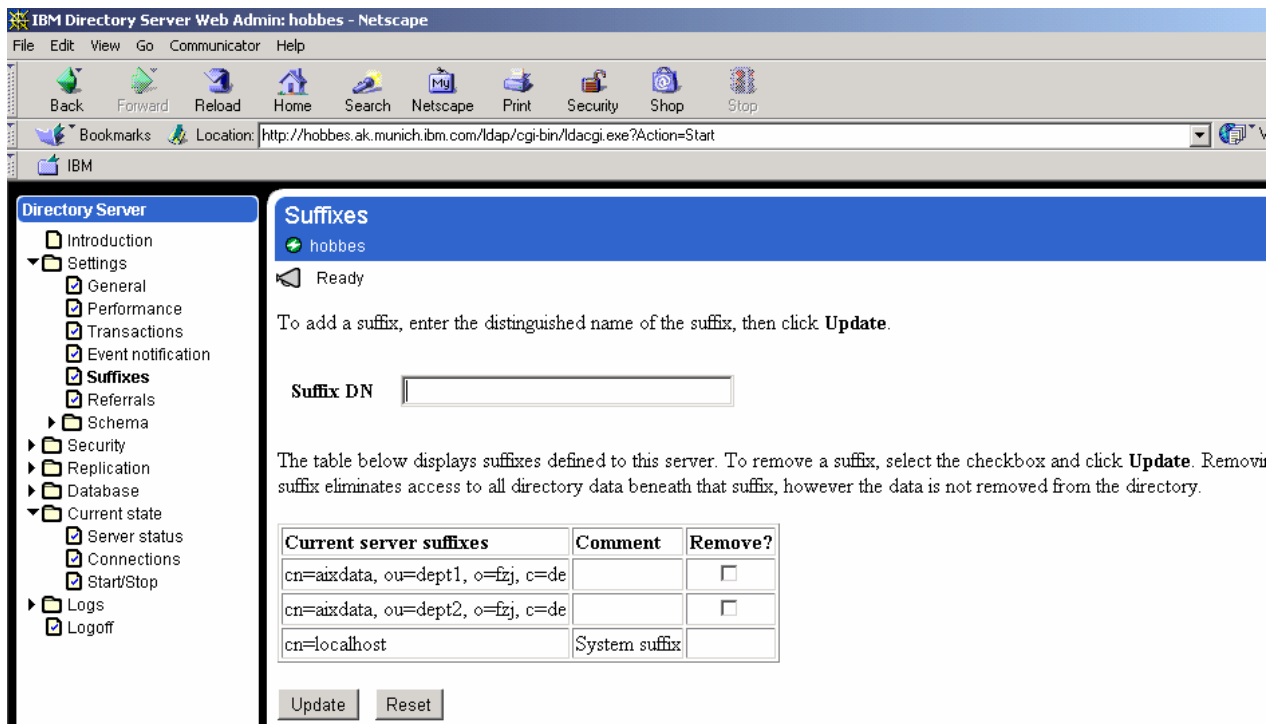 IBM Directory Server Web Admin: hobbes - Netscape
File Edit View Go Communicator Help
My
Back Forward Reload Home Search Netscape Print Security Shop Stop
Bookmarks Location: http://hobbes.ak.munich.ibm.com/ldap/cgi-bin/ldacgi.exe?Action=Start
IBM
Directory Server
Introduction
Settings
General
Performance
Transactions
Event notification
Suffixes
Referrals
Schema
Security
Replication
Database
Current state
Server status
Connections
Start/Stop
Logs
Logoff
Suffixes
hobbes
Ready
To add a suffix, enter the distinguished name of the suffix, then click Update.
Suffix DN
The table below displays suffixes defined to this server. To remove a suffix, select the checkbox and click Update. Removi
suffix eliminates access to all directory data beneath that suffix, however the data is not removed from the directory.
Current server suffixes Comment Remove?
cn=aixdata, ou=dept1, o=fzj, c=de
cn=aixdata, ou=dept2, o=fzj, c=de
cn=localhost System suffix
Update Reset